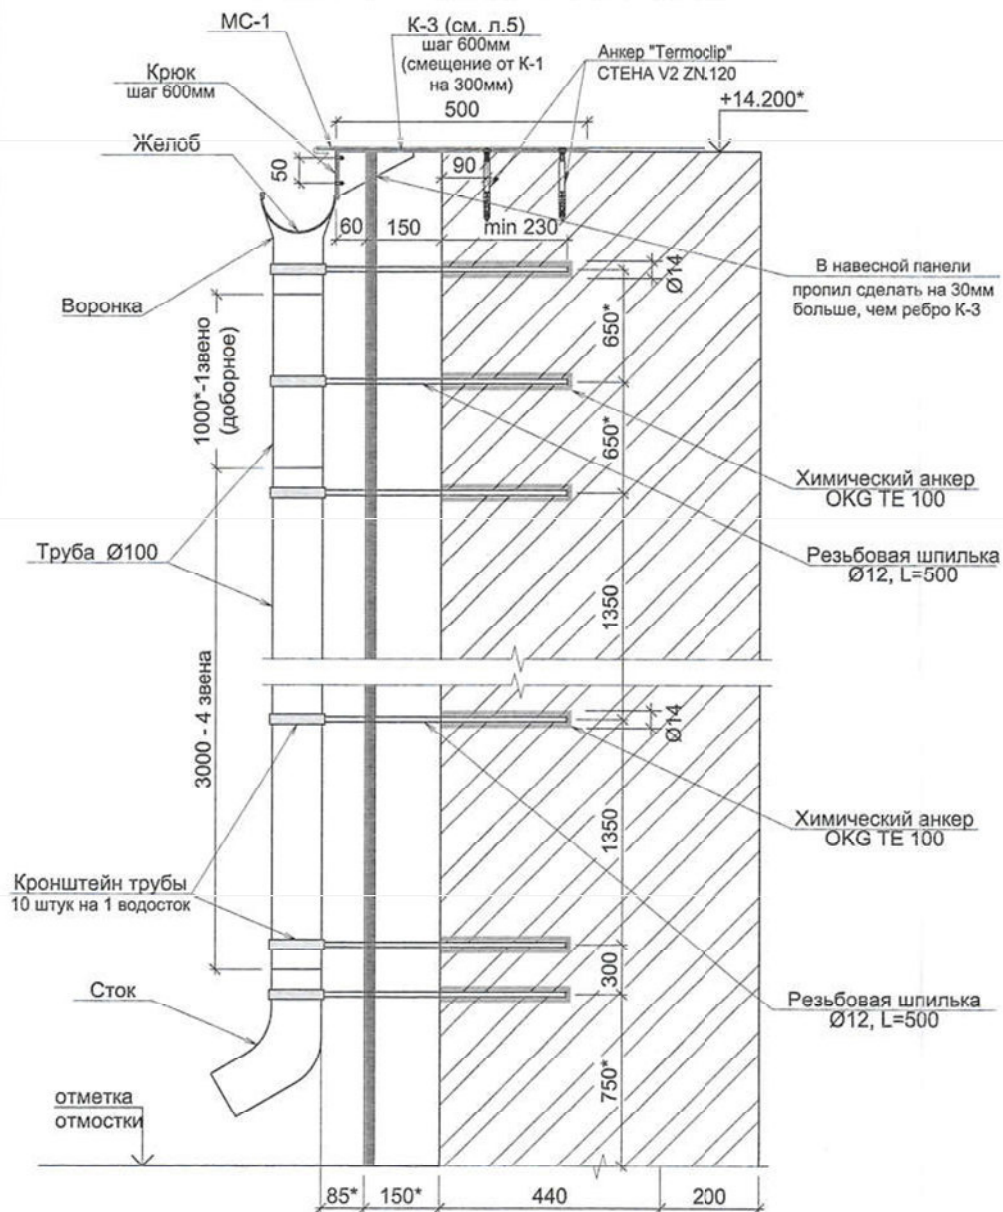 МС-1
К-3 (см. л.5)
шаг 600мм
(смещение от К-1
на 300мм)
Анкер "Termoclip"
СТЕНА V2 ZN.120
Крюк
шаг 600мм
500
+14.200*
Желоб
50
90
60
150
min 230
Ø14
В навесной панели
пропил сделать на 30мм
больше, чем ребро К-3
Воронка
1000*-1звено
(доборное)
650*
650*
Химический анкер
OKG TE 100
Труба Ø100
Резьбовая шпилька
Ø12, L=500
1350
3000 - 4 звена
Ø14
Химический анкер
OKG TE 100
1350
Кронштейн трубы
10 штук на 1 водосток
300
Сток
Резьбовая шпилька
Ø12, L=500
750*
отметка
отмостки
85*
150*
440
200